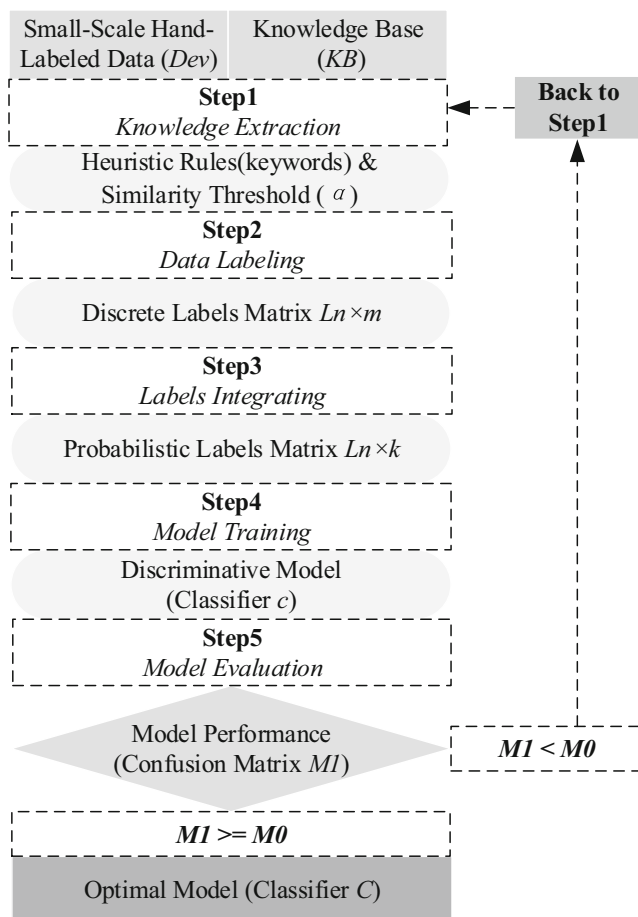 Small-Scale Hand-
Labeled Data (Dev)
Knowledge Base
(KB)
Step1
Knowledge Extraction
Back to
Step1
Heuristic Rules(keywords) &
Similarity Threshold ( α )
Step2
Data Labeling
Discrete Labels Matrix Ln×m
Step3
Labels Integrating
Probabilistic Labels Matrix Ln×k
Step4
Model Training
Discriminative Model
(Classifier c)
Step5
Model Evaluation
Model Performance
(Confusion Matrix M1)
M1 < M0
M1 >= M0
Optimal Model (Classifier C)